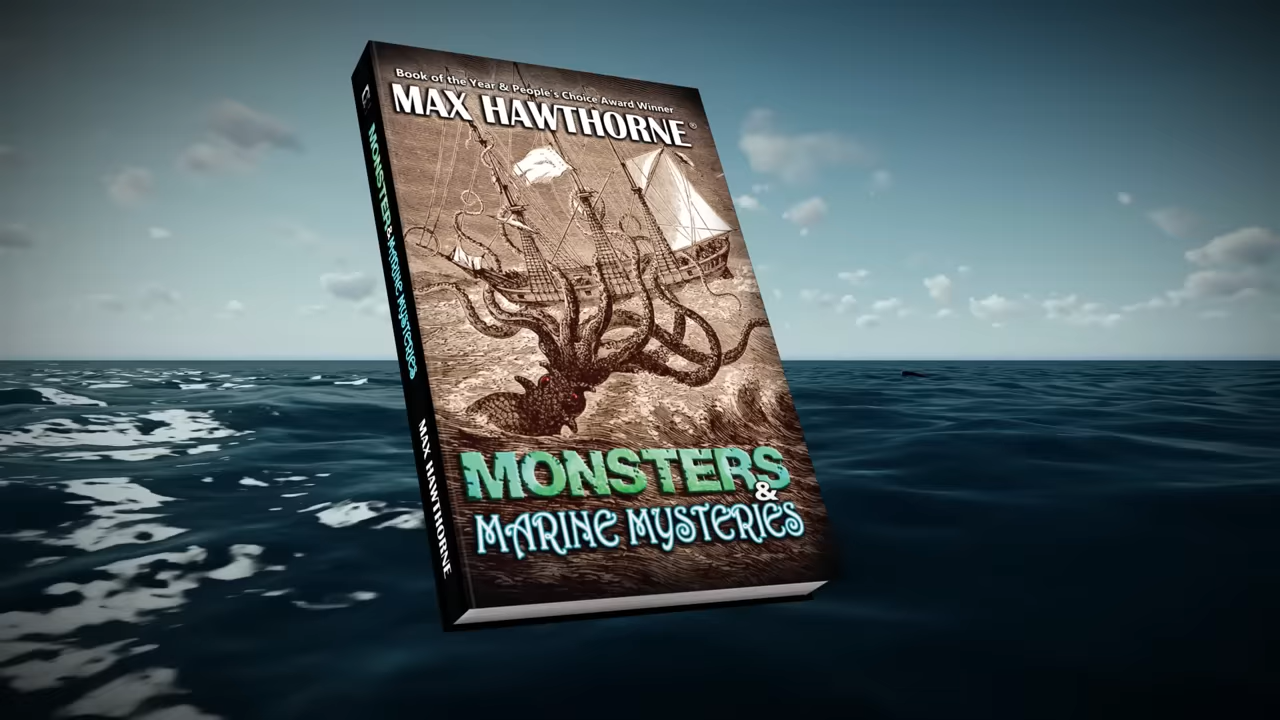 Book of the Year & People's Choice Award Winner
MAX HAWTHORNE®
MONSTERS
&
MARINE MYSTERIES
MONSTERS & MARINE MYSTERIES
MAX HAWTHORNE